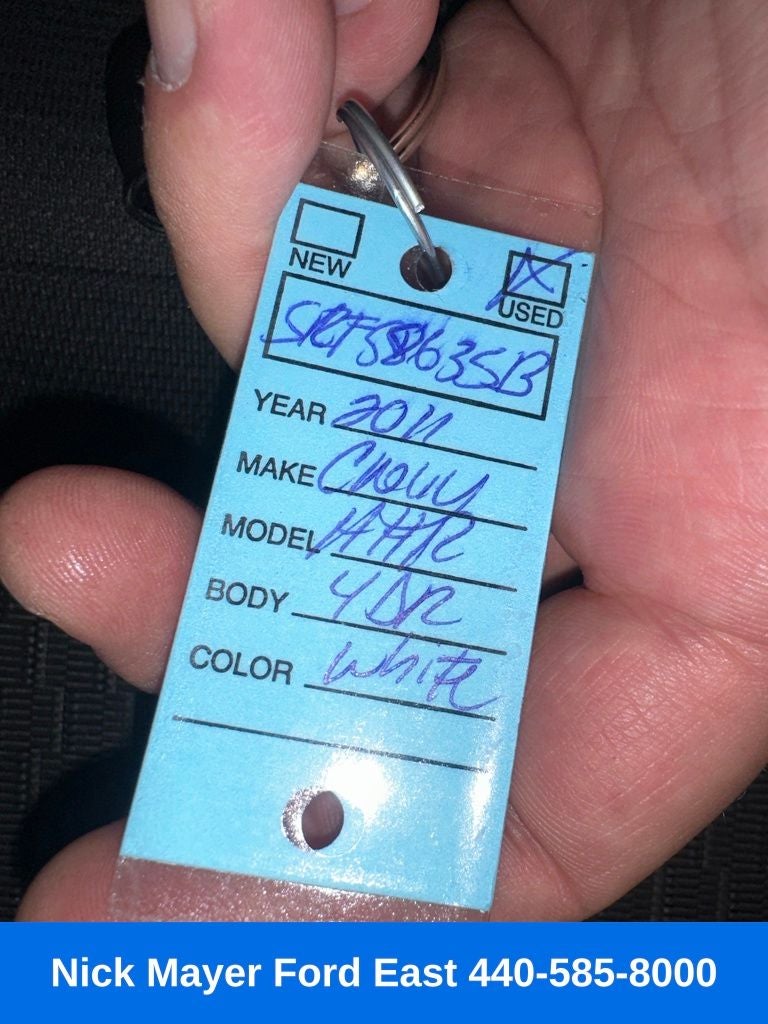 NEW
USED
YEAR 2011
MAKE Chevy
MODEL HHR
BODY 4DR
COLOR White
Nick Mayer Ford East 440-585-8000